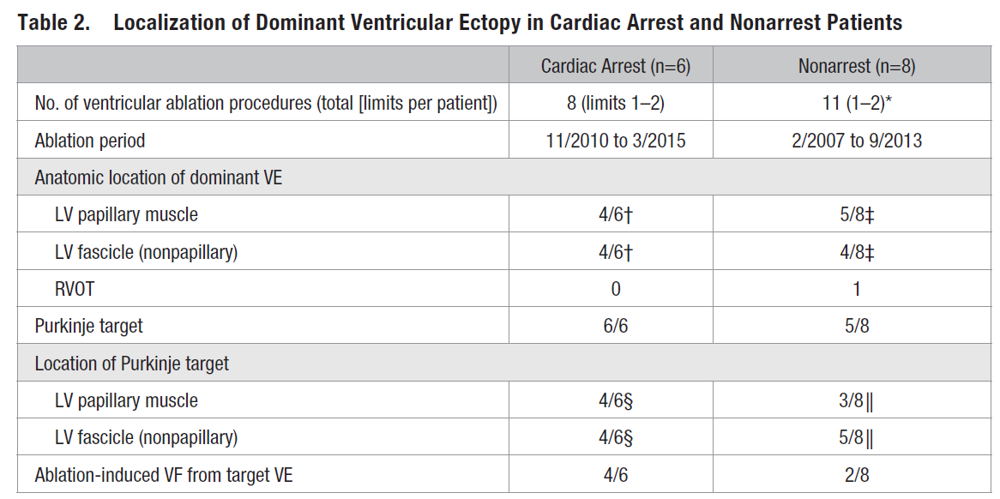 Table 2. Localization of Dominant Ventricular Ectopy in Cardiac Arrest and Nonarrest Patients
Cardiac Arrest (n=6) Nonarrest (n=8)
No. of ventricular ablation procedures (total [limits per patient]) 8 (limits 1–2) 11 (1–2)*
Ablation period 11/2010 to 3/2015 2/2007 to 9/2013
Anatomic location of dominant VE
LV papillary muscle 4/6† 5/8‡
LV fascicle (nonpapillary) 4/6† 4/8‡
RVOT 0 1
Purkinje target 6/6 5/8
Location of Purkinje target
LV papillary muscle 4/6§ 3/8||
LV fascicle (nonpapillary) 4/6§ 5/8||
Ablation-induced VF from target VE 4/6 2/8